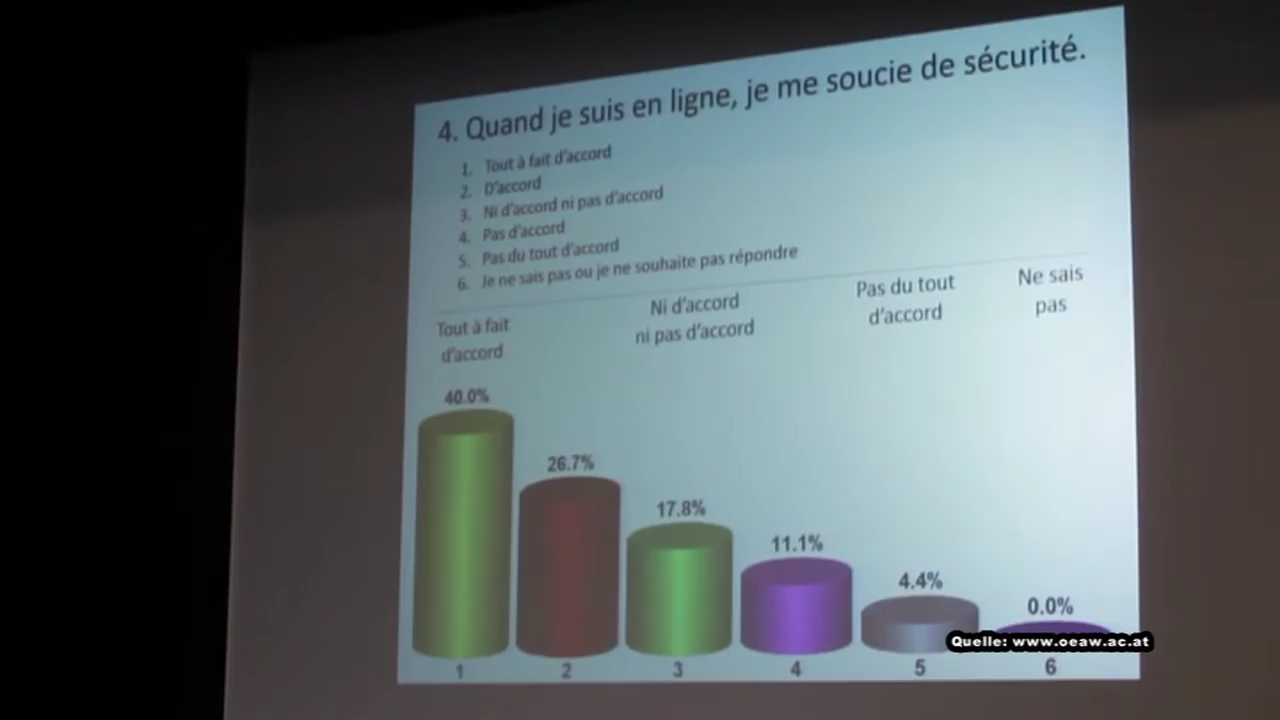 4. Quand je suis en ligne, je me soucie de sécurité.
1. Tout à fait d'accord
2. D'accord
3. Ni d'accord ni pas d'accord
4. Pas d'accord
5. Pas du tout d'accord
6. Je ne sais pas ou je ne souhaite pas répondre
Tout à fait
d'accord
Ni d'accord
ni pas d'accord
Pas du tout
d'accord
Ne sais
pas
40.0%
26.7%
17.8%
11.1%
4.4%
0.0%
1
2
3
4
5
6
Quelle: www.oeaw.ac.at